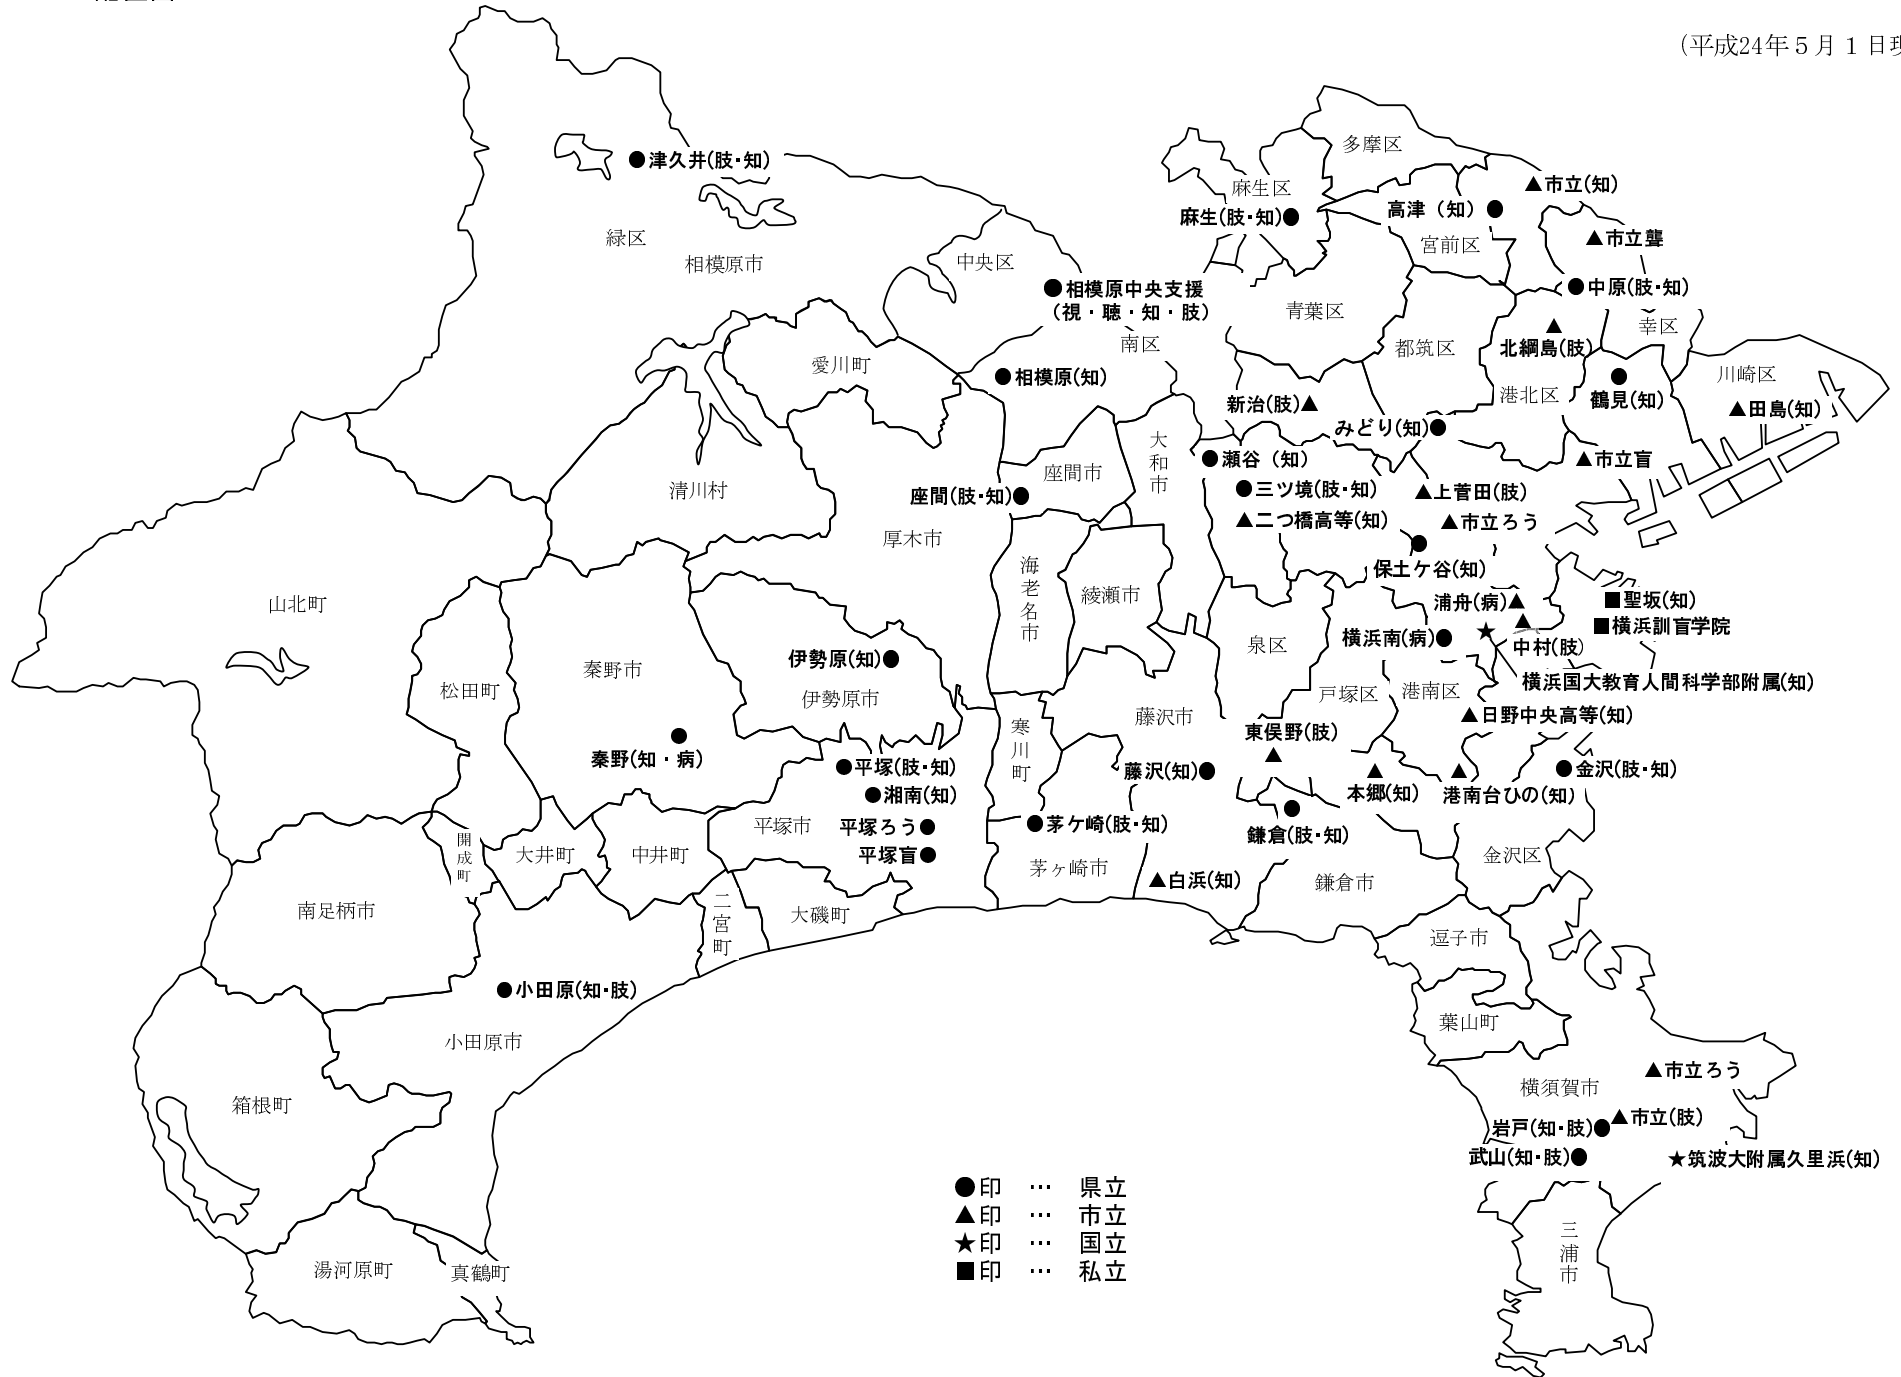 (平成24年５月１日現
多摩区
津久井(肢・知)
麻生区
▲市立(知)
麻生(肢・知)●
高津（知）●
緑区
宮前区
▲市立聾
相模原市
中央区
●相模原中央支援
（視・聴・知・肢）
●中原(肢・知)
青葉区
幸区
南区
都筑区
北綱島(肢)
愛川町
●相模原(知)
川崎区
港北区
鶴見(知)
新治(肢)▲
▲田島(知)
みどり(知)●
大和市
●瀬谷（知）
▲市立盲
座間市
清川村
座間(肢・知)●
●三ツ境(肢・知)
▲上菅田(肢)
▲二つ橋高等(知)
▲市立ろう
厚木市
保土ケ谷(知)
海老名市
綾瀬市
山北町
浦舟(病)▲
■聖坂(知)
■横浜訓盲学院
横浜南(病)●
★
中村(肢)
泉区
伊勢原(知)●
秦野市
横浜国大教育人間科学部附属(知)
松田町
伊勢原市
戸塚区
港南区
藤沢市
▲日野中央高等(知)
寒川町
東俣野(肢)
秦野(知・病)
●平塚(肢・知)
藤沢(知)●
●金沢(肢・知)
本郷(知)
港南台ひの(知)
●湘南(知)
平塚市
平塚ろう●
●茅ケ崎(肢・知)
鎌倉(肢・知)
開成町
大井町
中井町
平塚盲●
茅ヶ崎市
金沢区
▲白浜(知)
鎌倉市
南足柄市
二宮町
大磯町
逗子市
●小田原(知・肢)
葉山町
小田原市
▲市立ろう
横須賀市
箱根町
▲市立(肢)
岩戸(知・肢)●
武山(知・肢)●
★筑波大附属久里浜(知)
●印　…　県立
▲印　…　市立
★印　…　国立
■印　…　私立
三浦市
湯河原町
真鶴町